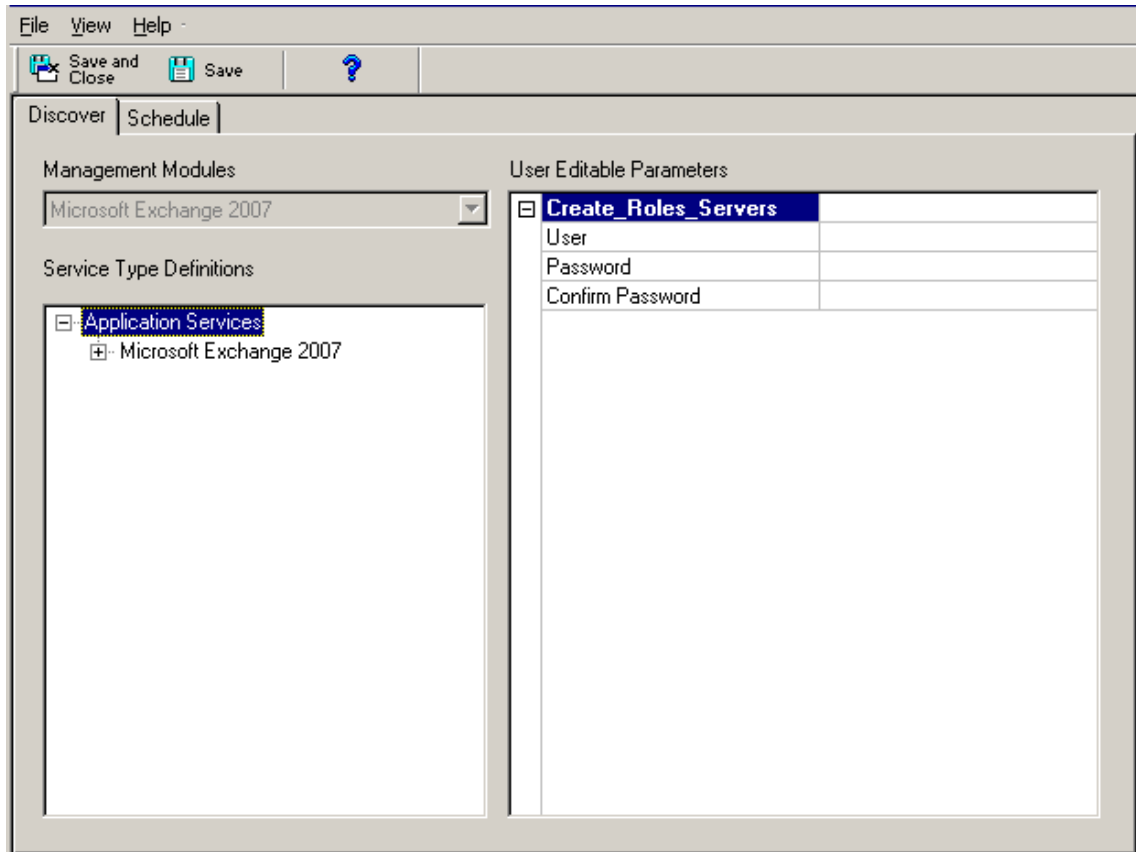 File View Help
Save and Close
Save
?
Discover
Schedule
Management Modules
Microsoft Exchange 2007
Service Type Definitions
Application Services
Microsoft Exchange 2007
User Editable Parameters
Create_Roles_Servers
User
Password
Confirm Password